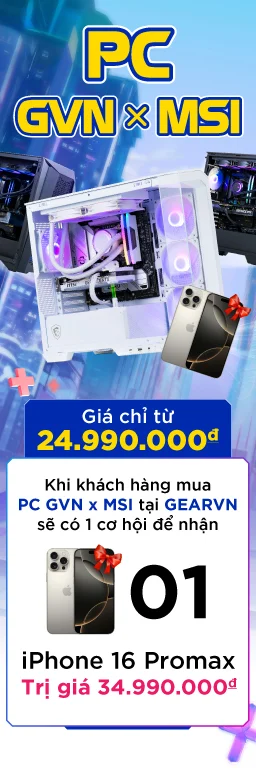 PC
GVN x MSI
Giá chỉ từ
24.990.000đ
Khi khách hàng mua
PC GVN x MSI tại GEARVN
sẽ có 1 cơ hội để nhận
01
iPhone 16 Promax
Trị giá 34.990.000đ